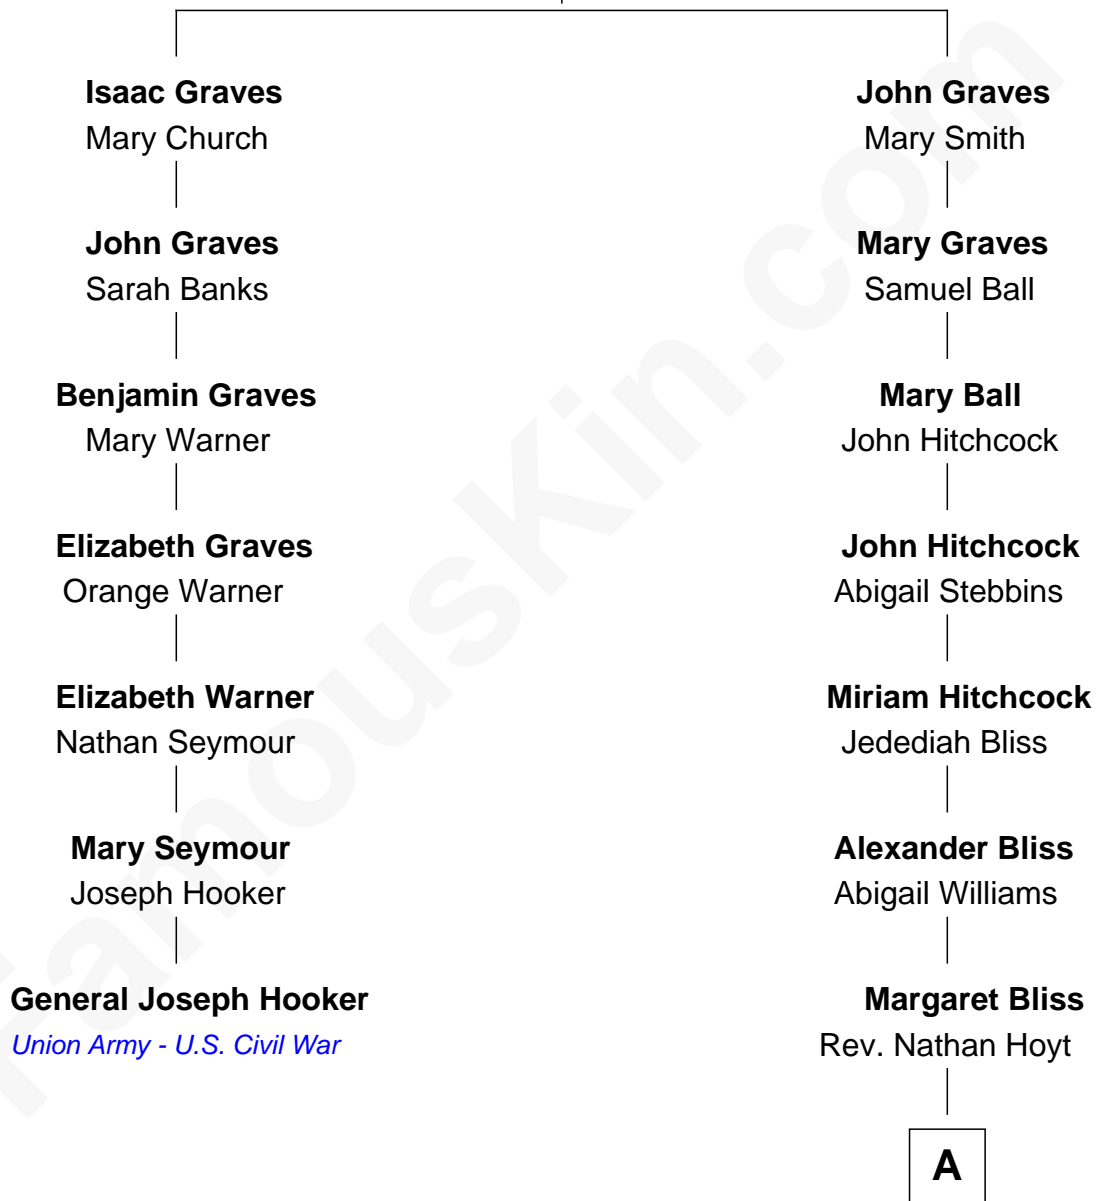 Isaac Graves
Mary Church
John Graves
Mary Smith
John Graves
Sarah Banks
Mary Graves
Samuel Ball
Benjamin Graves
Mary Warner
Mary Ball
John Hitchcock
Elizabeth Graves
Orange Warner
John Hitchcock
Abigail Stebbins
Elizabeth Warner
Nathan Seymour
Miriam Hitchcock
Jedediah Bliss
Mary Seymour
Joseph Hooker
Alexander Bliss
Abigail Williams
General Joseph Hooker
Union Army - U.S. Civil War
Margaret Bliss
Rev. Nathan Hoyt
A
FamousKin.com